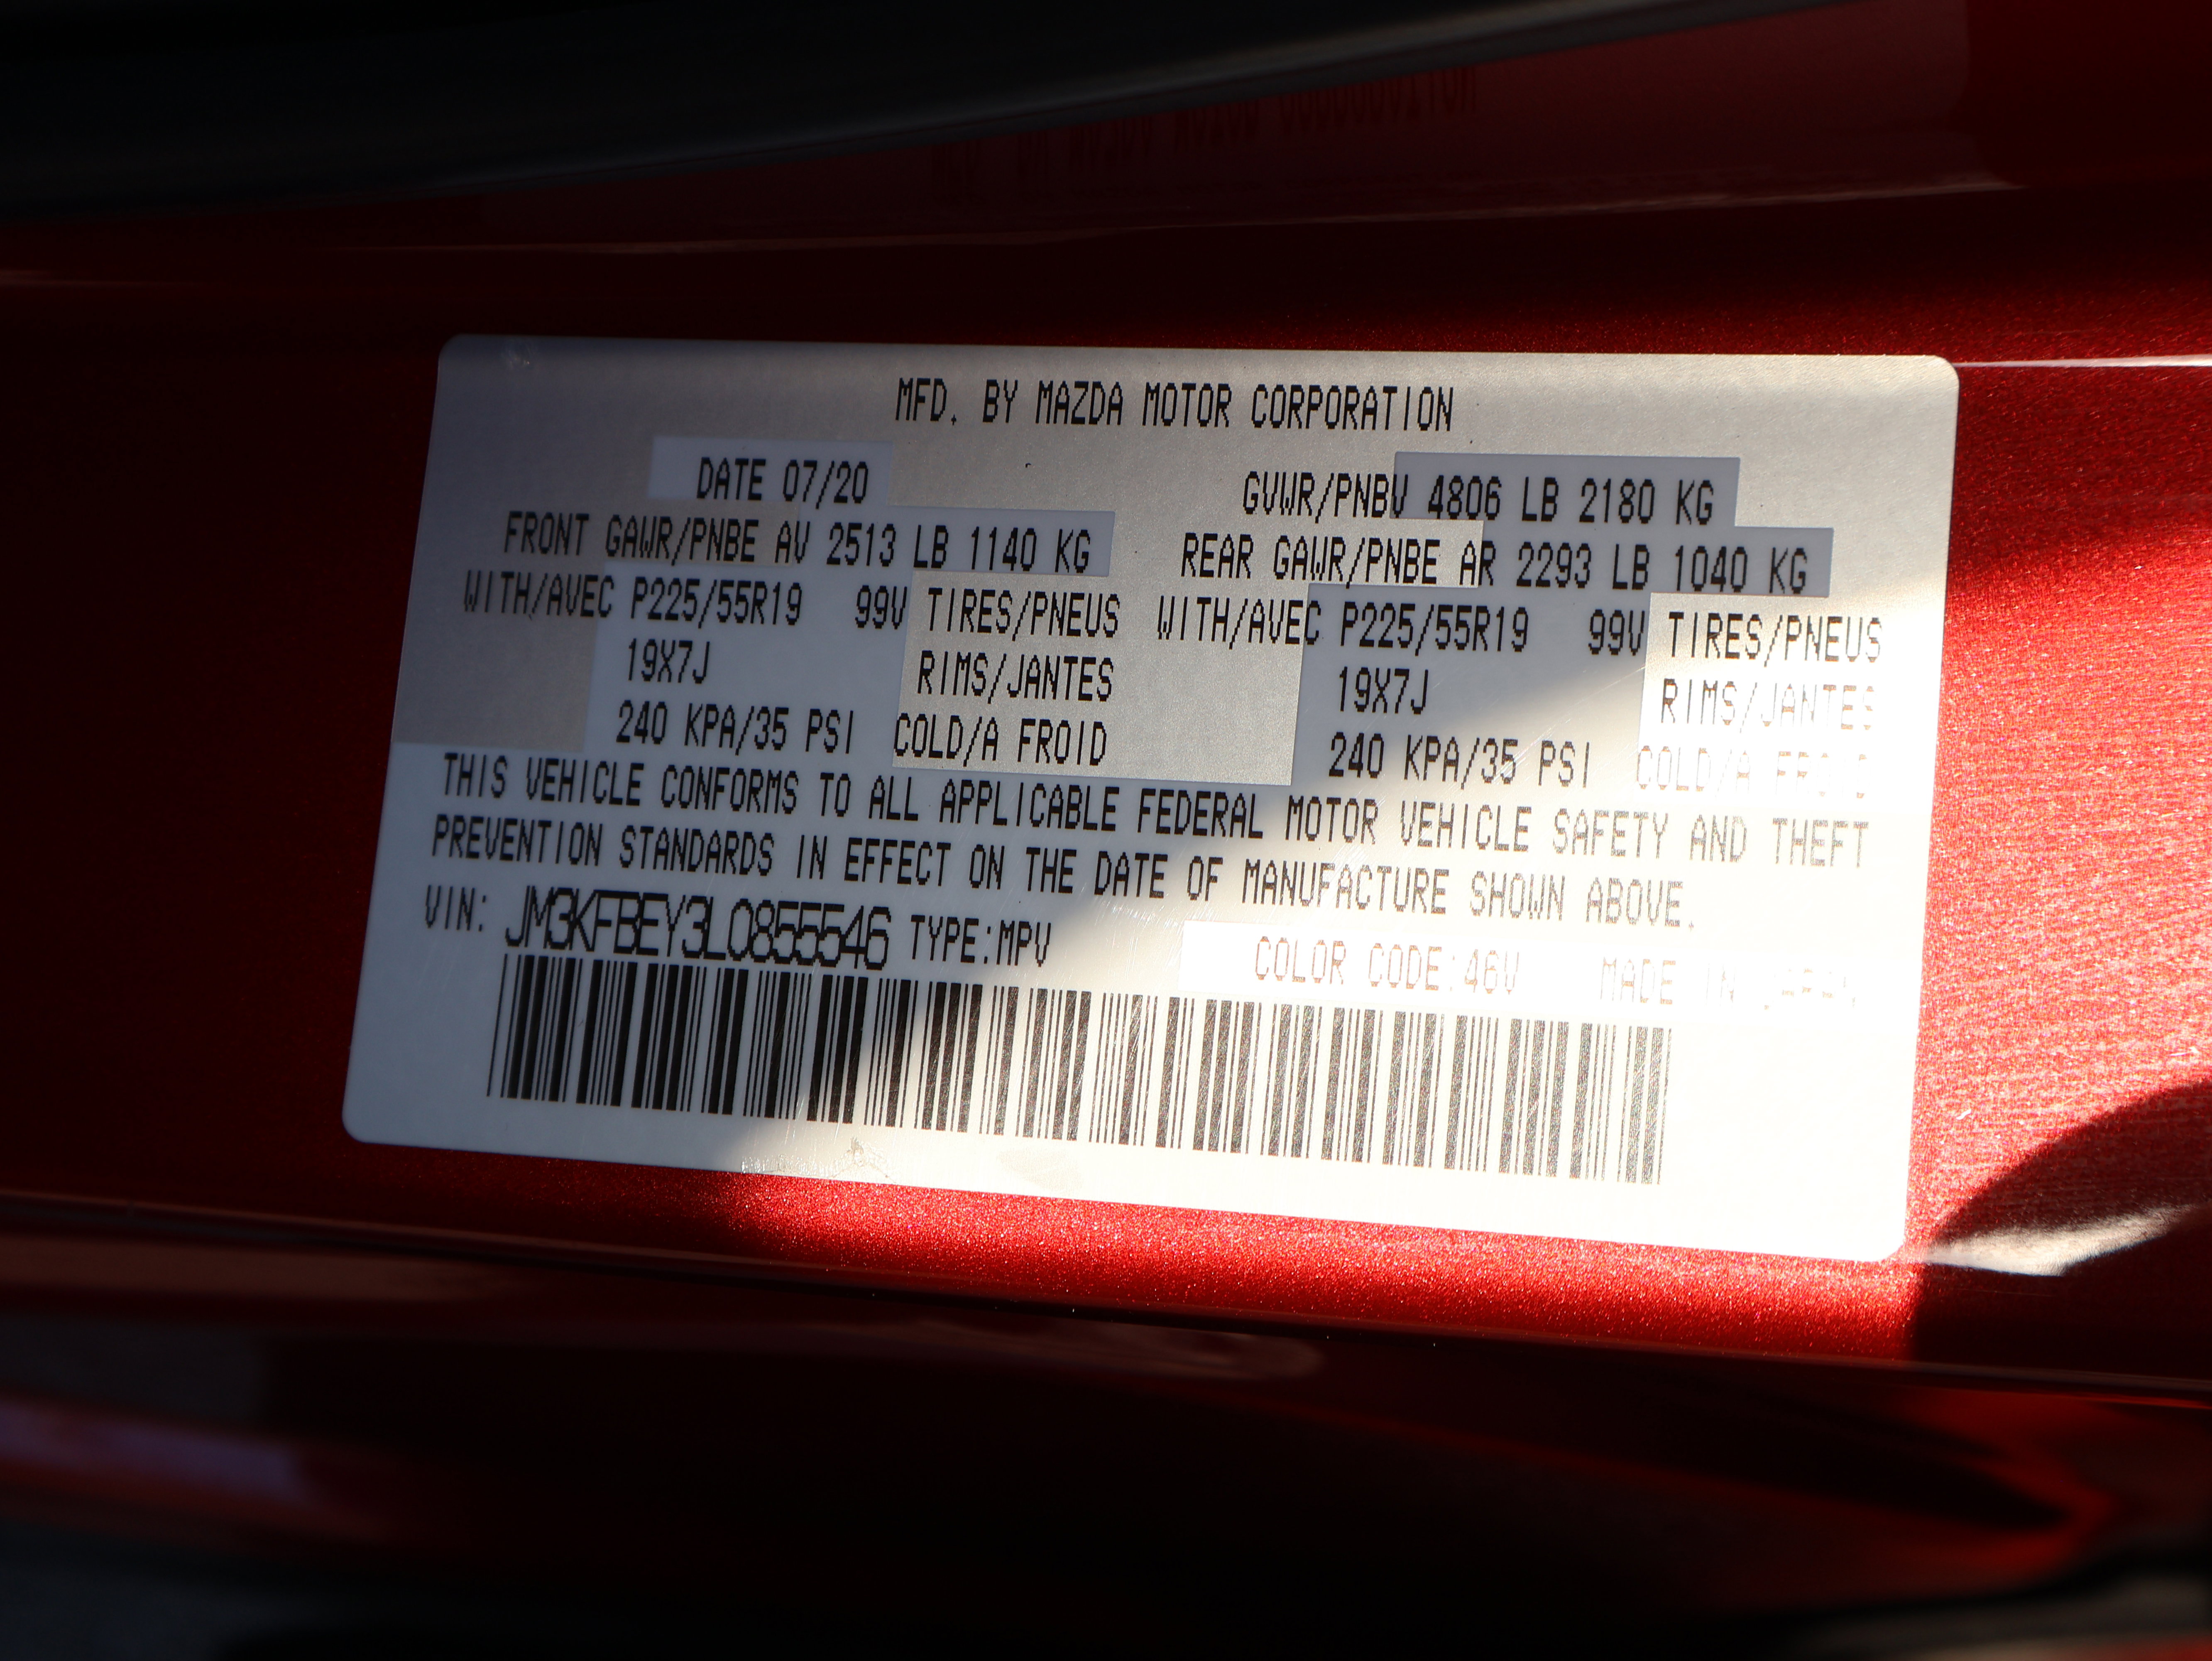 MFD. BY MAZDA MOTOR CORPORATION
DATE 07/20 GVWR/PNBV 4806 LB 2180 KG
FRONT GAWR/PNBE AV 2513 LB 1140 KG REAR GAWR/PNBE AR 2293 LB 1040 KG
WITH/AVEC P225/55R19 99V TIRES/PNEUS WITH/AVEC P225/55R19 99V TIRES/PNEUS
19X7J RIMS/JANTES 19X7J RIMS/JANTES
240 KPA/35 PSI COLD/A FROID 240 KPA/35 PSI COLD/A FROID
THIS VEHICLE CONFORMS TO ALL APPLICABLE FEDERAL MOTOR VEHICLE SAFETY AND THEFT
PREVENTION STANDARDS IN EFFECT ON THE DATE OF MANUFACTURE SHOWN ABOVE.
VIN: JM3KFBEY3L0855546 TYPE:MPV COLOR CODE:46V MADE IN